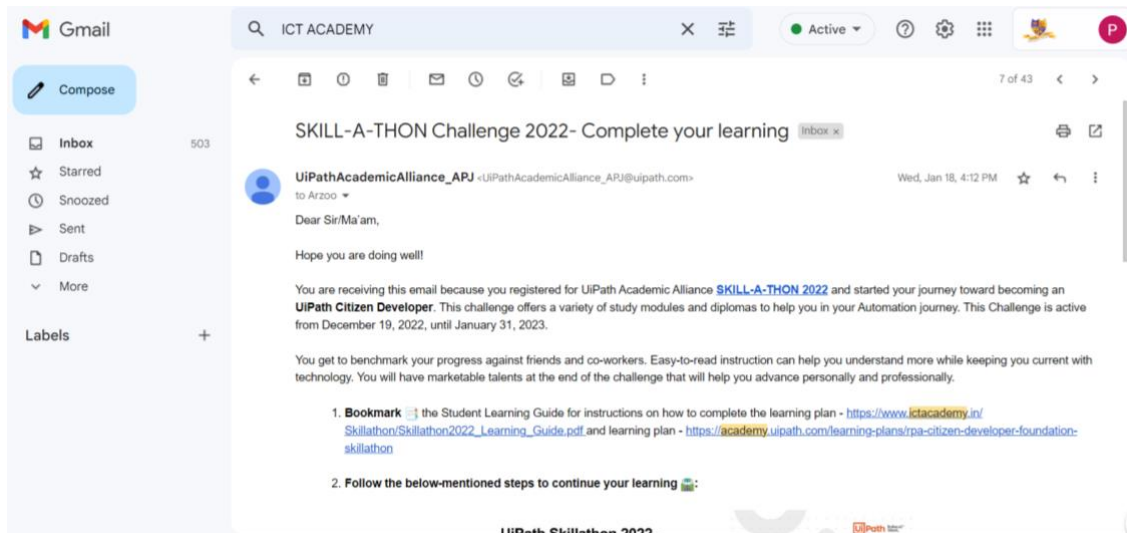 Gmail
ICT ACADEMY
Active
P
Compose
7 of 43
Inbox 503
Starred
Snoozed
Sent
Drafts
More
Labels
SKILL-A-THON Challenge 2022- Complete your learning Inbox x
UiPathAcademicAlliance_APJ <UiPathAcademicAlliance_APJ@uipath.com> Wed, Jan 18, 4:12 PM
to Arzoo
Dear Sir/Ma'am,
Hope you are doing well!
You are receiving this email because you registered for UiPath Academic Alliance SKILL-A-THON 2022 and started your journey toward becoming an
UiPath Citizen Developer. This challenge offers a variety of study modules and diplomas to help you in your Automation journey. This Challenge is active
from December 19, 2022, until January 31, 2023.
You get to benchmark your progress against friends and co-workers. Easy-to-read instruction can help you understand more while keeping you current with
technology. You will have marketable talents at the end of the challenge that will help you advance personally and professionally.
1. Bookmark the Student Learning Guide for instructions on how to complete the learning plan - https://www.ictacademy.in/
Skillathon/Skillathon2022_Learning_Guide.pdf and learning plan - https://academy.uipath.com/learning-plans/rpa-citizen-developer-foundation-
skillathon
2. Follow the below-mentioned steps to continue your learning :
UiPath Skillathon 2022
UiPath